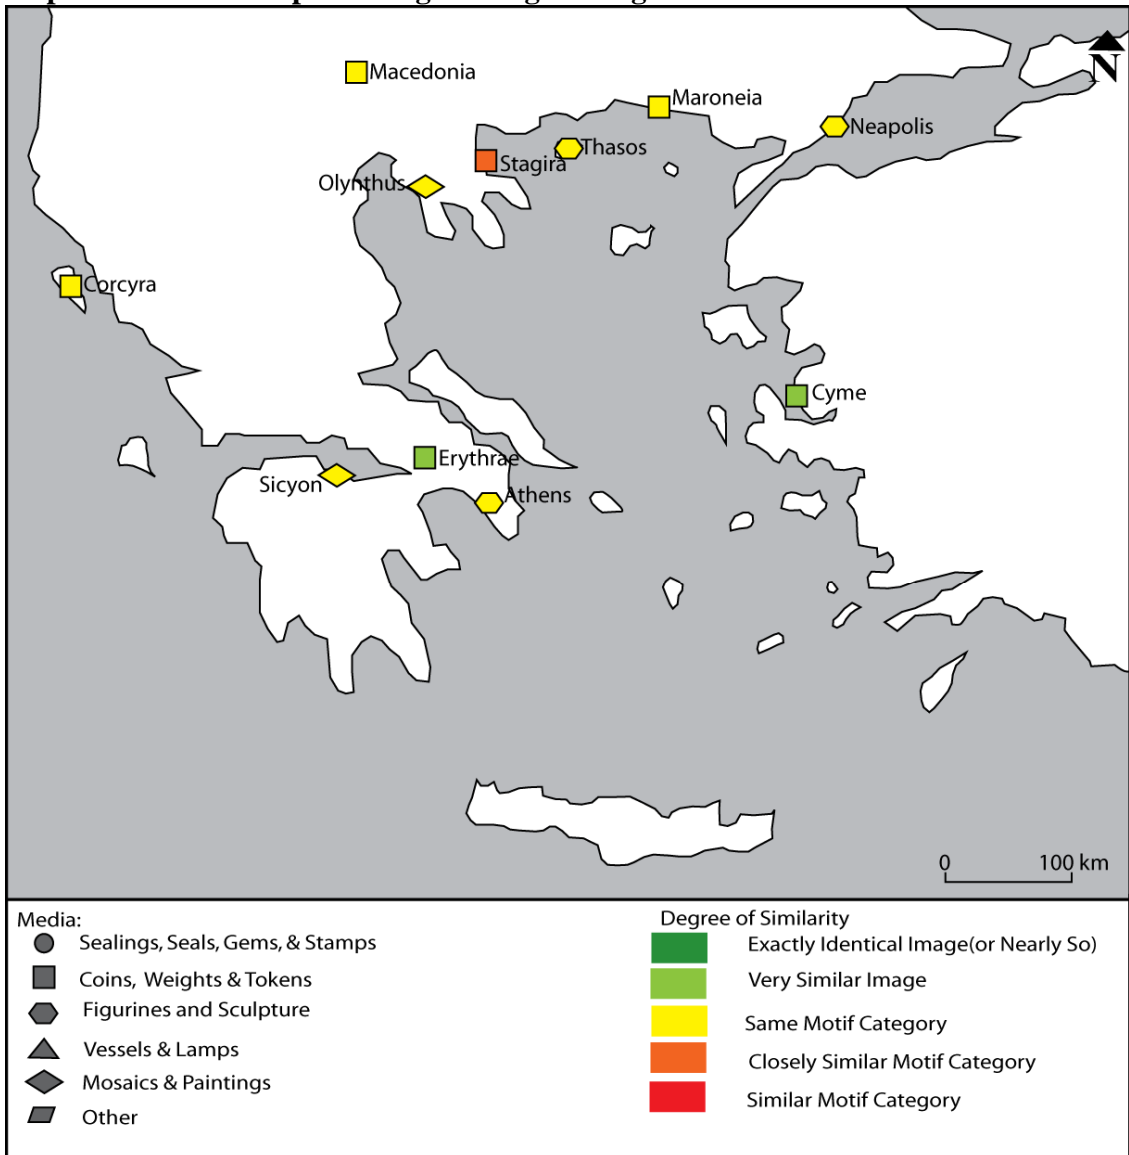 Macedonia
Maroneia
N
Neapolis
Thasos
Stagira
Olynthus
Corcyra
Cyme
Erythrae
Sicyon
Athens
0 100 km
Media:
Sealings, Seals, Gems, & Stamps
Coins, Weights & Tokens
Figurines and Sculpture
Vessels & Lamps
Mosaics & Paintings
Other
Degree of Similarity
Exactly Identical Image(or Nearly So)
Very Similar Image
Same Motif Category
Closely Similar Motif Category
Similar Motif Category